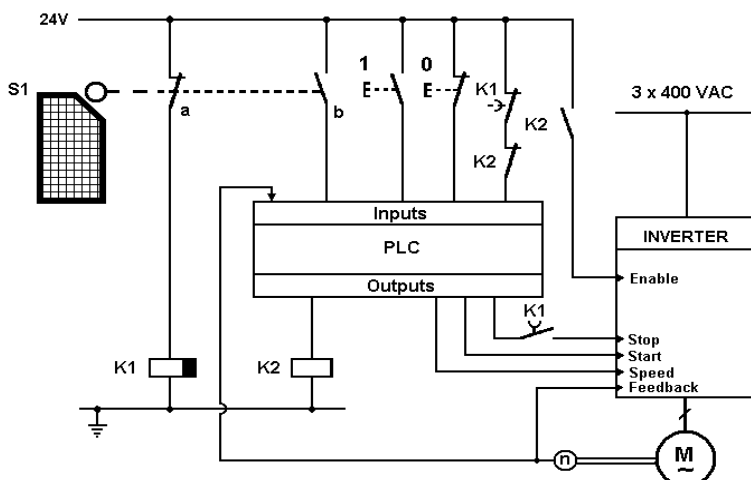 24V
S1
a
b
1
E
0
E
K1
K2
K2
3 x 400 VAC
Inputs
PLC
Outputs
INVERTER
Enable
K1
Stop
Start
Speed
Feedback
K1
K2
n
M
~